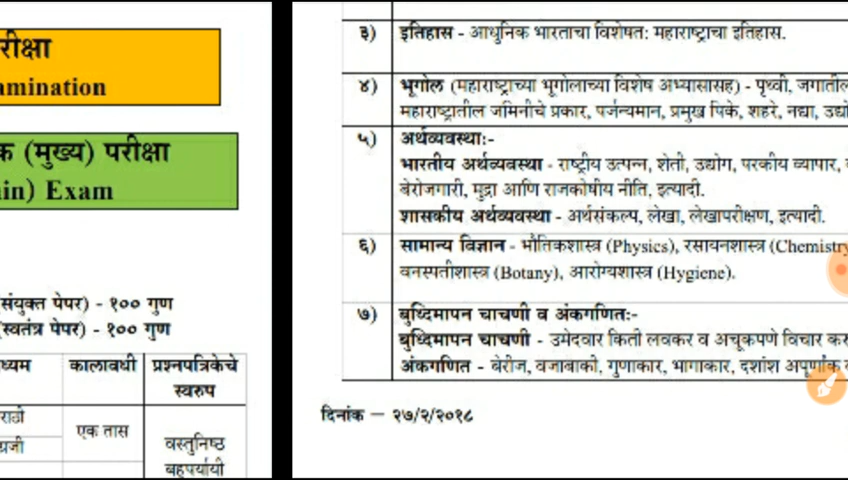 रीक्षा
amination
क (मुख्य) परीक्षा
in) Exam
(संयुक्त पेपर) - १०० गुण
(स्वतंत्र पेपर) - १०० गुण
ध्यम कालावधी प्रश्नपत्रिकेचे
स्वरुप
राठी
एक तास
ग्रजी
वस्तुनिष्ठ
बहुपर्यायी
३) इतिहास - आधुनिक भारताचा विशेषत: महाराष्ट्राचा इतिहास.
४) भूगोल (महाराष्ट्राच्या भूगोलाच्या विशेष अभ्यासासह) - पृथ्वी, जगातील
महाराष्ट्रातील जमिनीचे प्रकार, पर्जन्यमान, प्रमुख पिके, शहरे, नद्या, उद्यो
५) अर्थव्यवस्था:-
भारतीय अर्थव्यवस्था - राष्ट्रीय उत्पन्न, शेती, उद्योग, परकीय व्यापार,
बेरोजगारी, मुद्रा आणि राजकोषीय नीति, इत्यादी.
शासकीय अर्थव्यवस्था - अर्थसंकल्प, लेखा, लेखापरीक्षण, इत्यादी.
६) सामान्य विज्ञान - भौतिकशास्त्र (Physics), रसायनशास्त्र (Chemistry
वनस्पतीशास्त्र (Botany), आरोग्यशास्त्र (Hygiene).
७) बुध्दिमापन चाचणी व अंकगणित:-
बुध्दिमापन चाचणी - उमेदवार किती लवकर व अचूकपणे विचार करु
अंकगणित - बेरीज, वजाबाकी, गुणाकार, भागाकार, दशांश अपूर्णांक
दिनांक – २७/२/२०१८